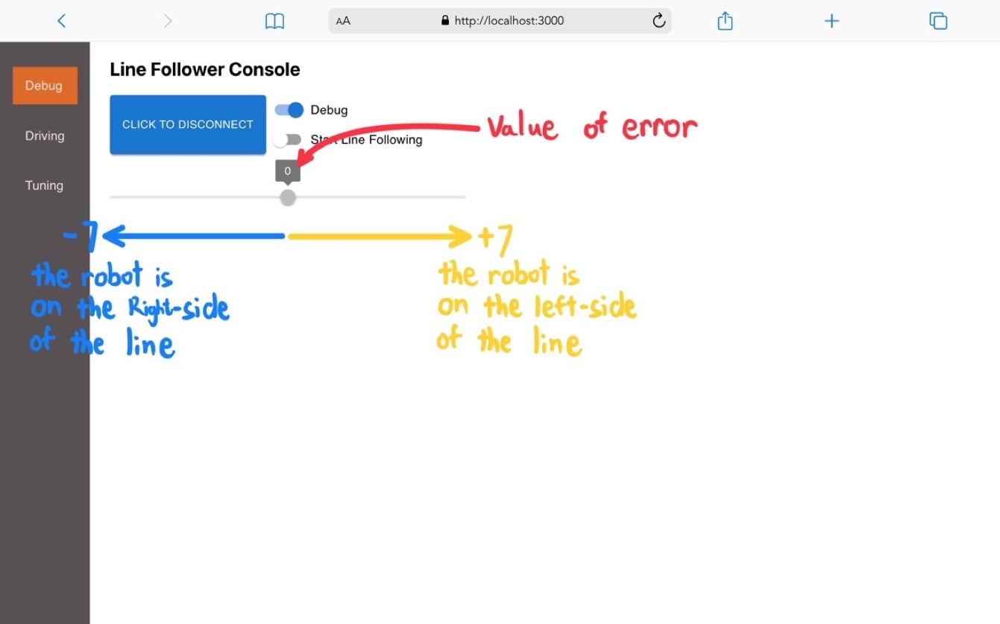 AA http://localhost:3000
Line Follower Console
Debug
Driving
Tuning
CLICK TO DISCONNECT
Debug
Start Line Following
Value of error
0
-7
+7
the robot is
on the Right-side
of the line
the robot is
on the left-side
of the line